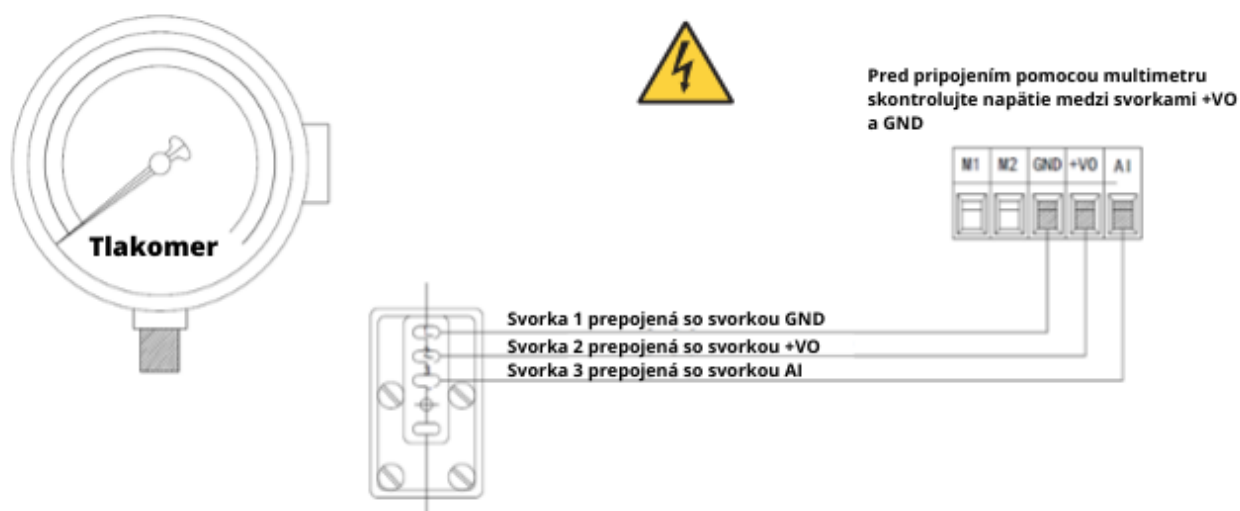 Pred pripojením pomocou multimetru
skontrolujte napätie medzi svorkami +VO
a GND
M1 M2 GND +VO AI
Tlakomer
Svorka 1 prepojená so svorkou GND
Svorka 2 prepojená so svorkou +VO
Svorka 3 prepojená so svorkou AI